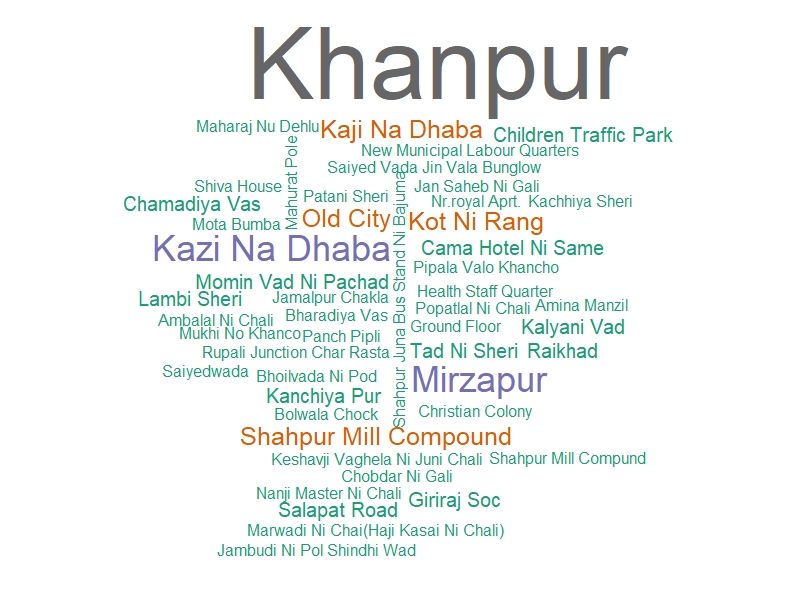 Khanpur
Maharaj Nu Dehlu
Kaji Na Dhaba
Children Traffic Park
Mahurat Pole
New Municipal Labour Quarters
Saiyed Vada Jin Vala Bunglow
Shiva House
Patani Sheri
Jan Saheb Ni Gali
Chamadiya Vas
Nr.royal Aprt.
Kachhiya Sheri
Mota Bumba
Old City
Kot Ni Rang
Kazi Na Dhaba
Shahpur Juna Bus Stand Ni Bajuma
Cama Hotel Ni Same
Pipala Valo Khancho
Momin Vad Ni Pachad
Lambi Sheri
Jamalpur Chakla
Health Staff Quarter
Popatlal Ni Chali
Amina Manzil
Ambalal Ni Chali
Bharadiya Vas
Ground Floor
Kalyani Vad
Mukhi No Khanco
Panch Pipli
Rupali Junction Char Rasta
Tad Ni Sheri
Raikhad
Saiyedwada
Bhoilvada Ni Pod
Mirzapur
Kanchiya Pur
Bolwala Chock
Christian Colony
Shahpur Mill Compound
Keshavji Vaghela Ni Juni Chali
Shahpur Mill Compund
Chobdar Ni Gali
Nanji Master Ni Chali
Giriraj Soc
Salapat Road
Marwadi Ni Chai(Haji Kasai Ni Chali)
Jambudi Ni Pol
Shindhi Wad